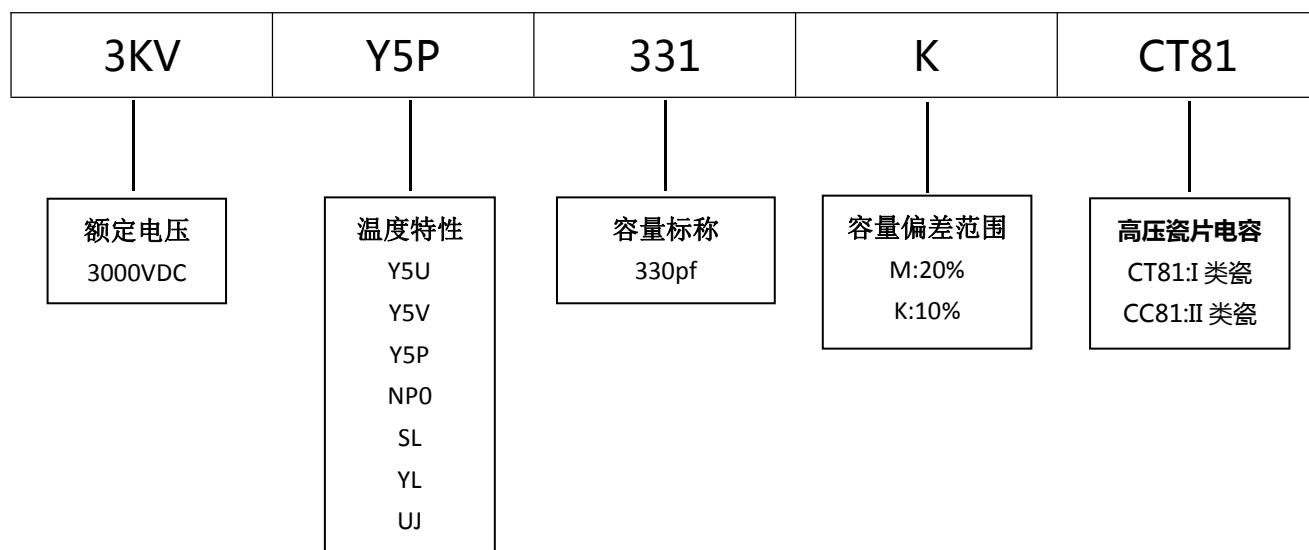 3KV
Y5P
331
K
CT81
额定电压
3000VDC
温度特性
Y5U
Y5V
Y5P
NP0
SL
YL
UJ
容量标称
330pf
容量偏差范围
M:20%
K:10%
高压瓷片电容
CT81:I 类瓷
CC81:II 类瓷